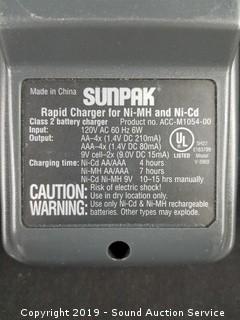 Made in China
SUNPAK®
Rapid Charger for Ni-MH and Ni-Cd
Class 2 battery charger Product no. ACC-M1054-00
Input: 120V AC 60 Hz 6W
Output: AA-4x (1.4V DC 210mA)
AAA-4x (1.4V DC 80mA)
9V cell-2x (9.0V DC 15mA)
Charging time: Ni-Cd AA/AAA 4 hours
Ni-MH AA/AAA 7 hours
Ni-Cd Ni-MH 9V 10-15 hrs manually
CAUTION: Risk of electric shock!
Use in dry location only.
WARNING: Use only Ni-Cd & Ni-MH rechargeable
batteries. Other types may explode.
UL
LISTED
5H27
Model
Copyright 2019 - Sound Auction Service